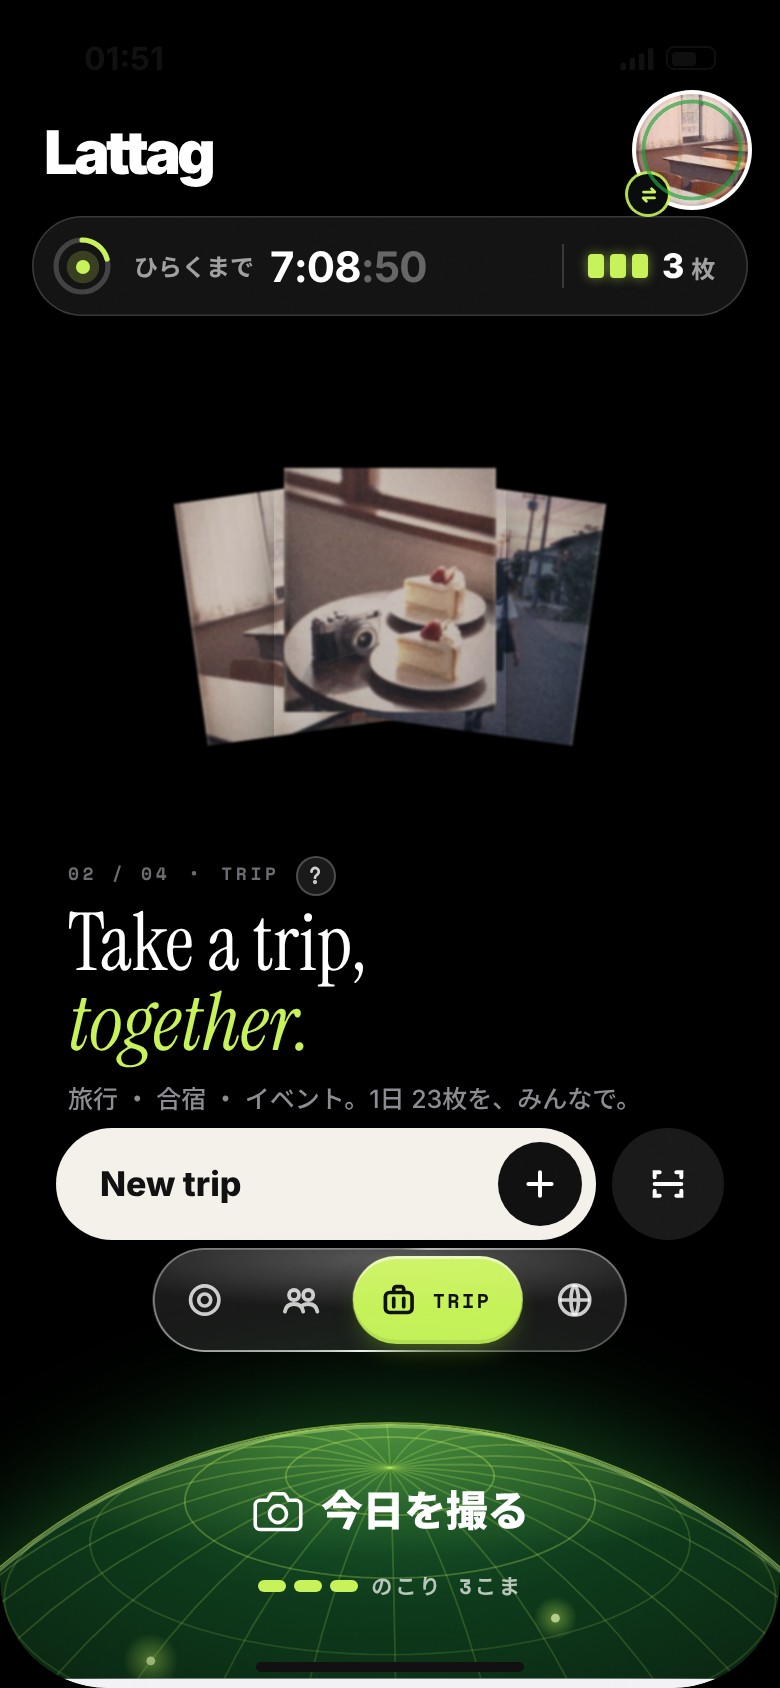 01:51
Lattag
ひらくまで 7:08:50 3 枚
02 / 04 · TRIP ?
Take a trip,
together.
旅行 ・ 合宿 ・ イベント。1日 23枚を、みんなで。
New trip
TRIP
今日を撮る
のこり 3こま